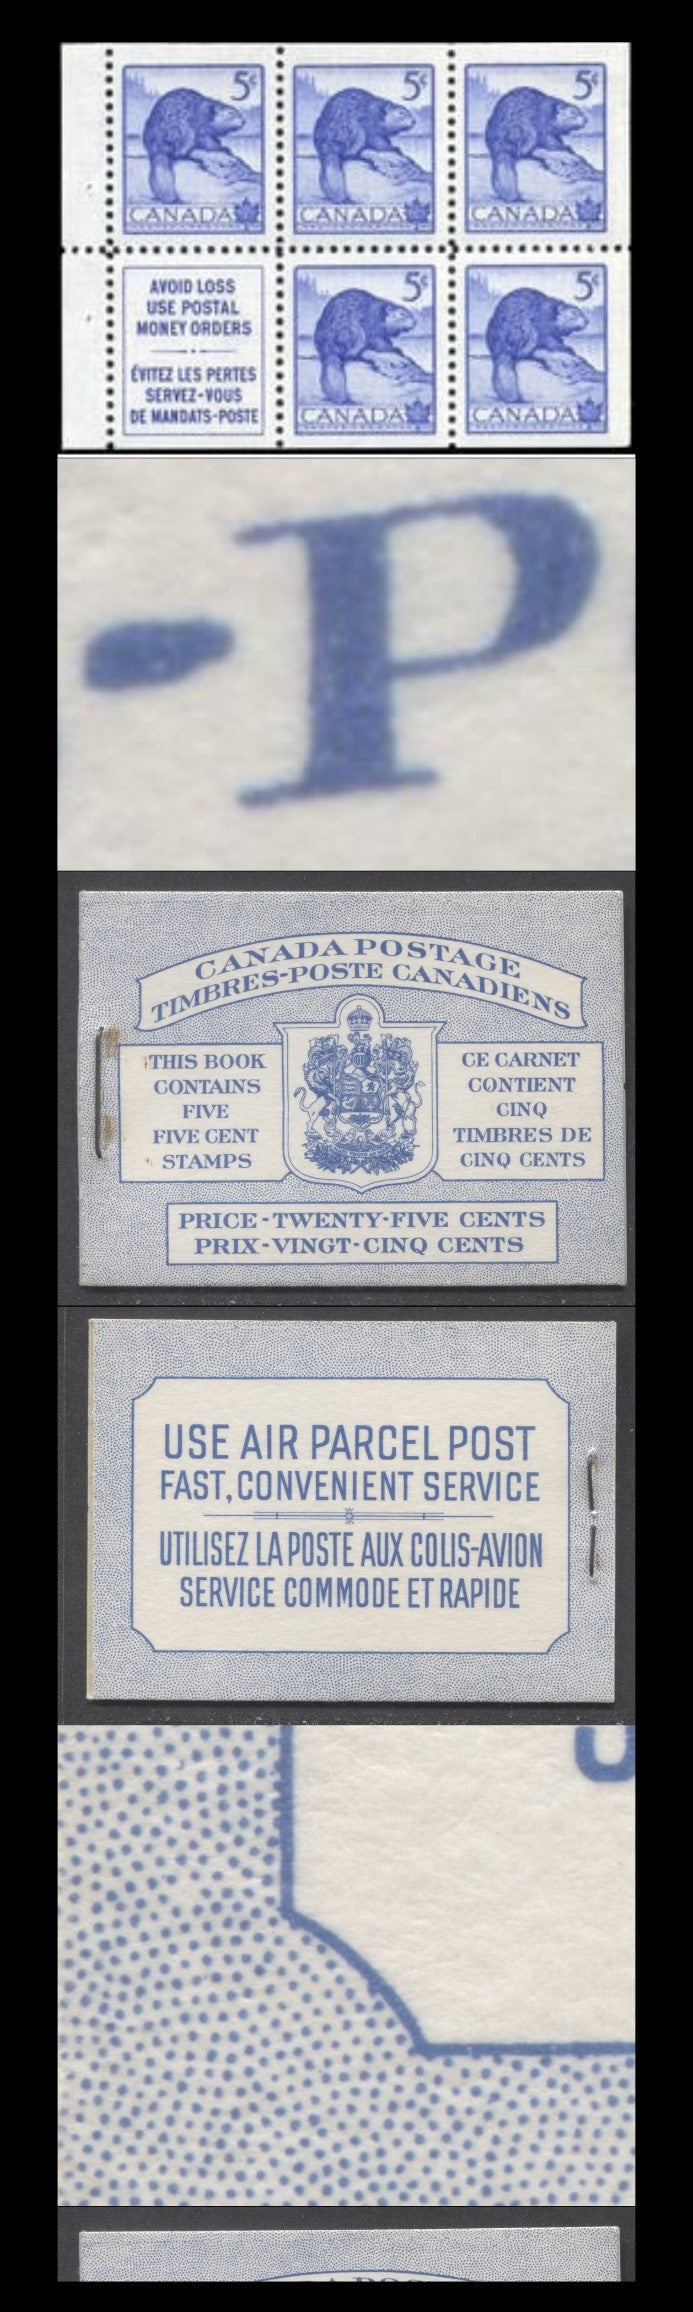 5¢ 5¢ 5¢
CANADA CANADA CANADA
AVOID LOSS
USE POSTAL
MONEY ORDERS
ÉVITEZ LES PERTES
SERVEZ-VOUS
DE MANDATS-POSTE
5¢ 5¢
CANADA CANADA
-P
CANADA POSTAGE
TIMBRES-POSTE CANADIENS
THIS BOOK
CONTAINS
FIVE
FIVE CENT
STAMPS
CE CARNET
CONTIENT
CINQ
TIMBRES DE
CINQ CENTS
PRICE-TWENTY-FIVE CENTS
PRIX-VINGT-CINQ CENTS
USE AIR PARCEL POST
FAST, CONVENIENT SERVICE
UTILISEZ LA POSTE AUX COLIS-AVION
SERVICE COMMODE ET RAPIDE